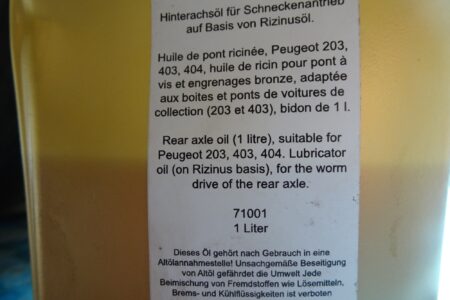 Hinterachsöl für Schneckenantrieb
auf Basis von Rizinusöl.
Huile de pont ricinée, Peugeot 203,
403, 404, huile de ricin pour pont à
vis et engrenages bronze, adaptée
aux boites et ponts de voitures de
collection (203 et 403), bidon de 1 l.
Rear axle oil (1 litre), suitable for
Peugeot 203, 403, 404. Lubricator
oil (on Rizinus basis), for the worm
drive of the rear axle.
71001
1 Liter
Dieses Öl gehört nach Gebrauch in eine
Altölannahmestelle! Unsachgemäße Beseitigung
von Altöl gefährdet die Umwelt Jede
Beimischung von Fremdstoffen wie Lösemitteln,
Brems- und Kühlflüssigkeiten ist verboten